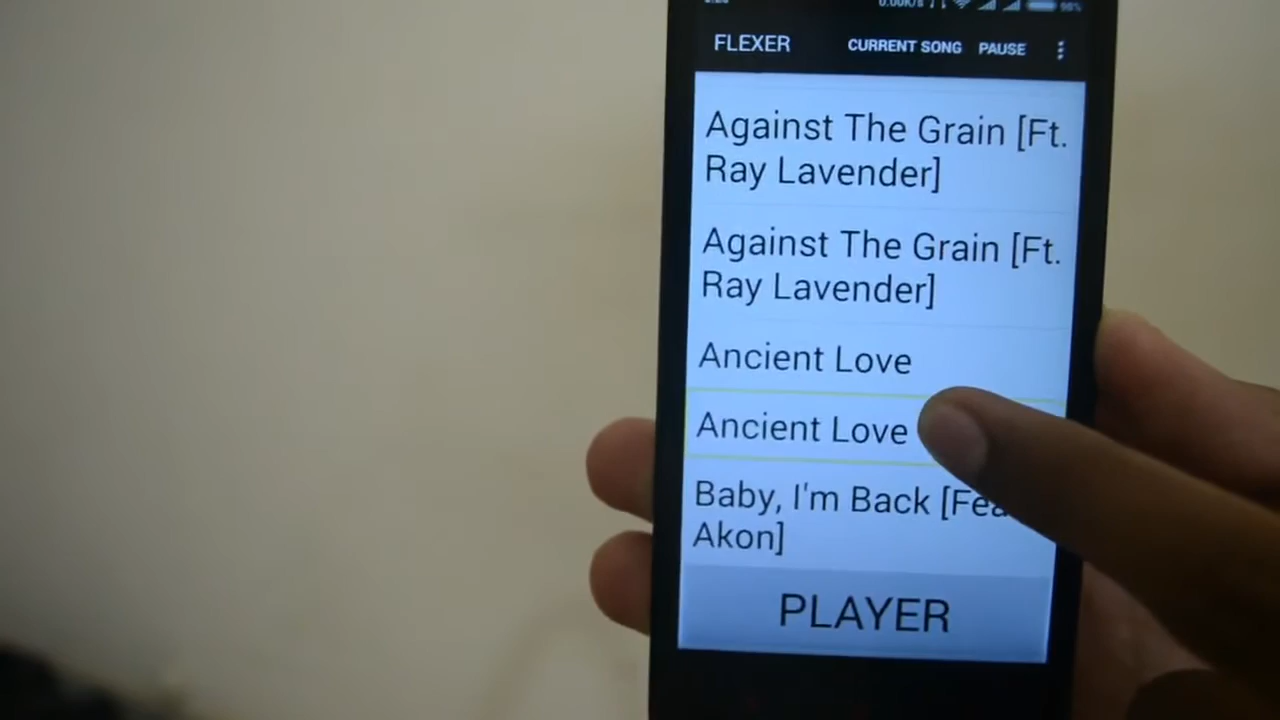 FLEXER CURRENT SONG PAUSE
Against The Grain [Ft.
Ray Lavender]
Against The Grain [Ft.
Ray Lavender]
Ancient Love
Ancient Love
Baby, I'm Back [Fea
Akon]
PLAYER